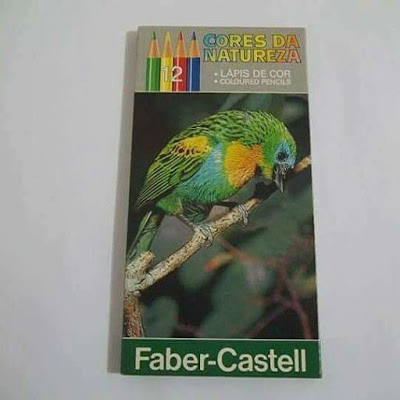 CORES DA
NATUREZA
12
• LÁPIS DE COR
• COLOURED PENCILS
Faber-Castell